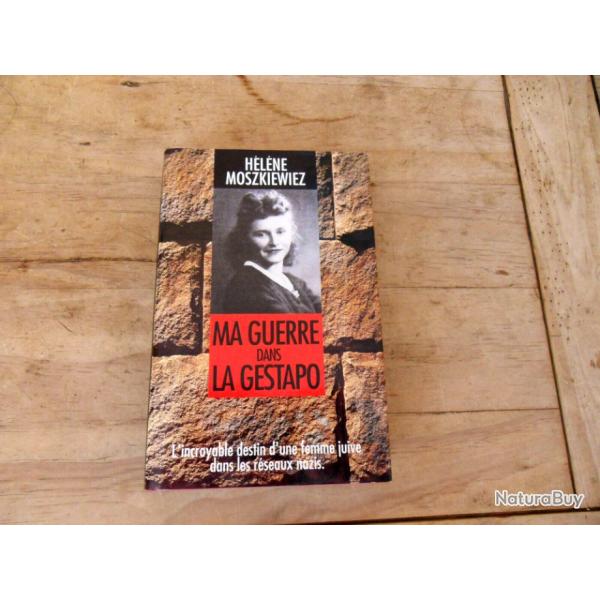 HÉLÈNE
MOSZKIEWIEZ
MA GUERRE
DANS
LA GESTAPO
L'incroyable destin d'une femme juive
dans les réseaux nazis.
NaturaBuy